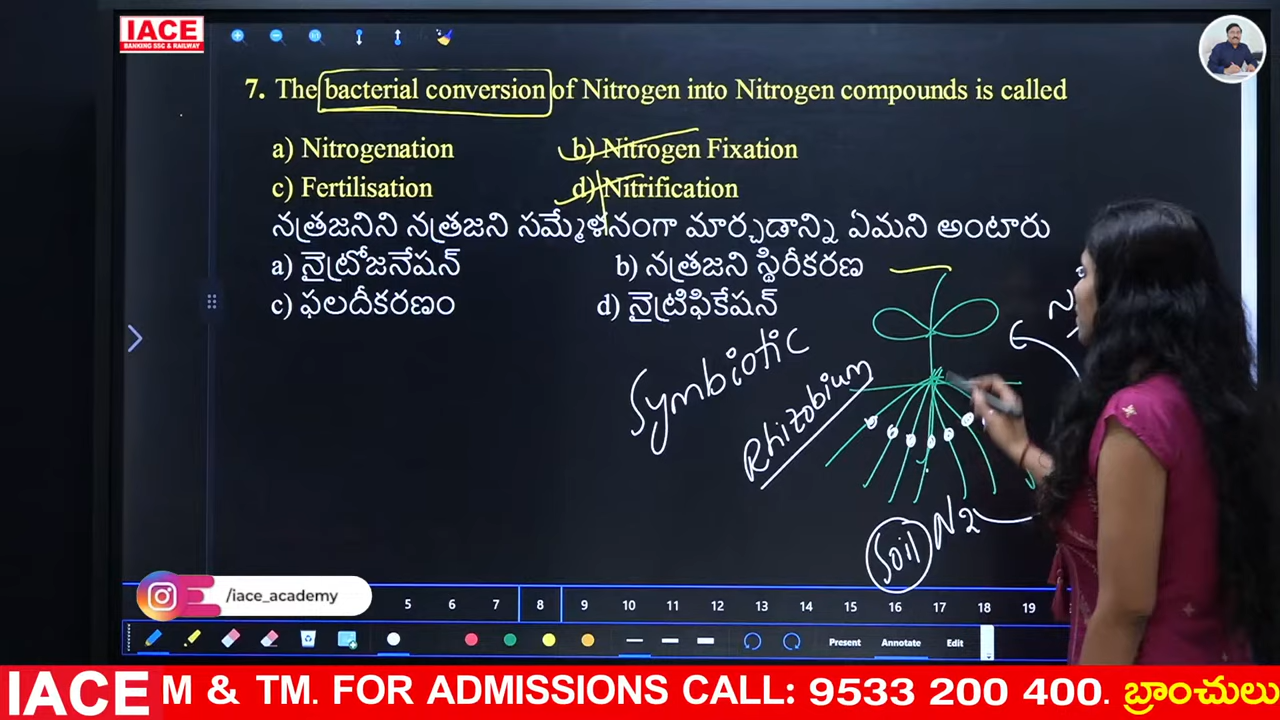 IACE
BANKING SSC & RAILWAY
7. The bacterial conversion of Nitrogen into Nitrogen compounds is called
a) Nitrogenation b) Nitrogen Fixation
c) Fertilisation d) Nitrification
నత్రజనిని నత్రజని సమ్మేళనంగా మార్చడాన్ని ఏమని అంటారు
a) నైట్రోజనేషన్ b) నత్రజని స్థిరీకరణ
c) ఫలదీకరణం d) నైట్రిఫికేషన్
Symbiotic
Rhizobium
Soil N2
/iace_academy
5 6 7 8 9 10 11 12 13 14 15 16 17 18 19
Present Annotate Edit
IACE M & TM. FOR ADMISSIONS CALL: 9533 200 400. బ్రాంచులు